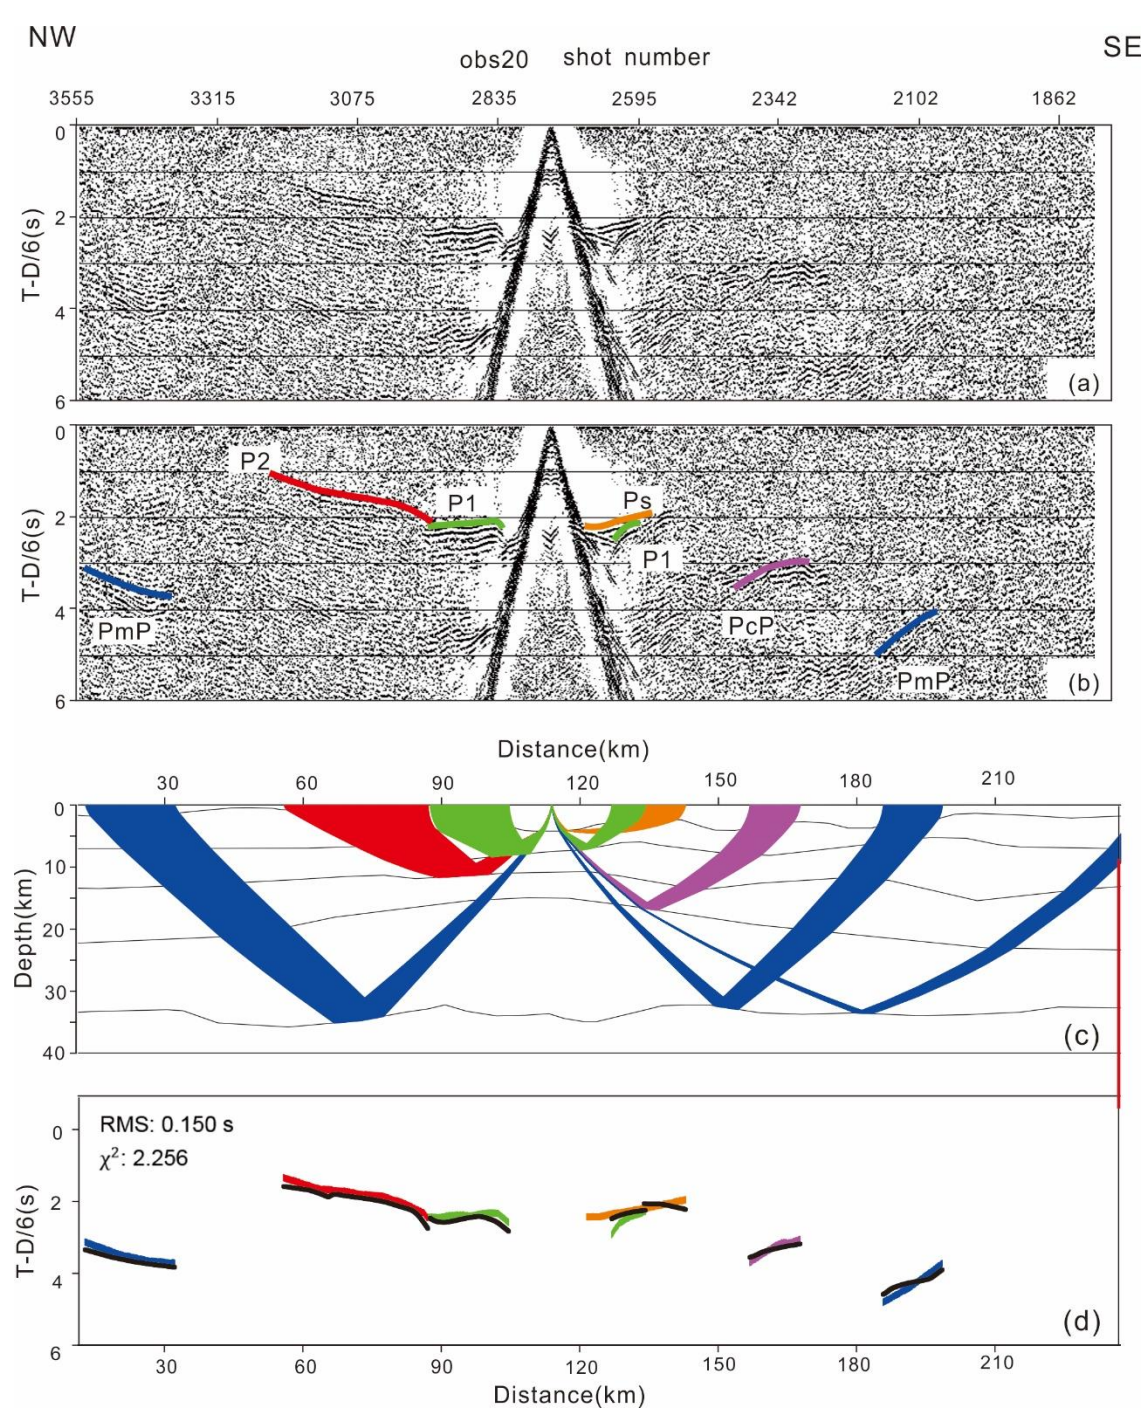 NW
SE
obs20 shot number
3555 3315 3075 2835 2595 2342 2102 1862
0
2
4
6
T-D/6(s)
(a)
0
2
4
6
T-D/6(s)
P2
P1
Ps
P1
PmP
PcP
PmP
(b)
Distance(km)
30 60 90 120 150 180 210
0
10
20
30
40
Depth(km)
(c)
RMS: 0.150 s
χ²: 2.256
0
2
4
6
T-D/6(s)
(d)
30 60 90 120 150 180 210
Distance(km)